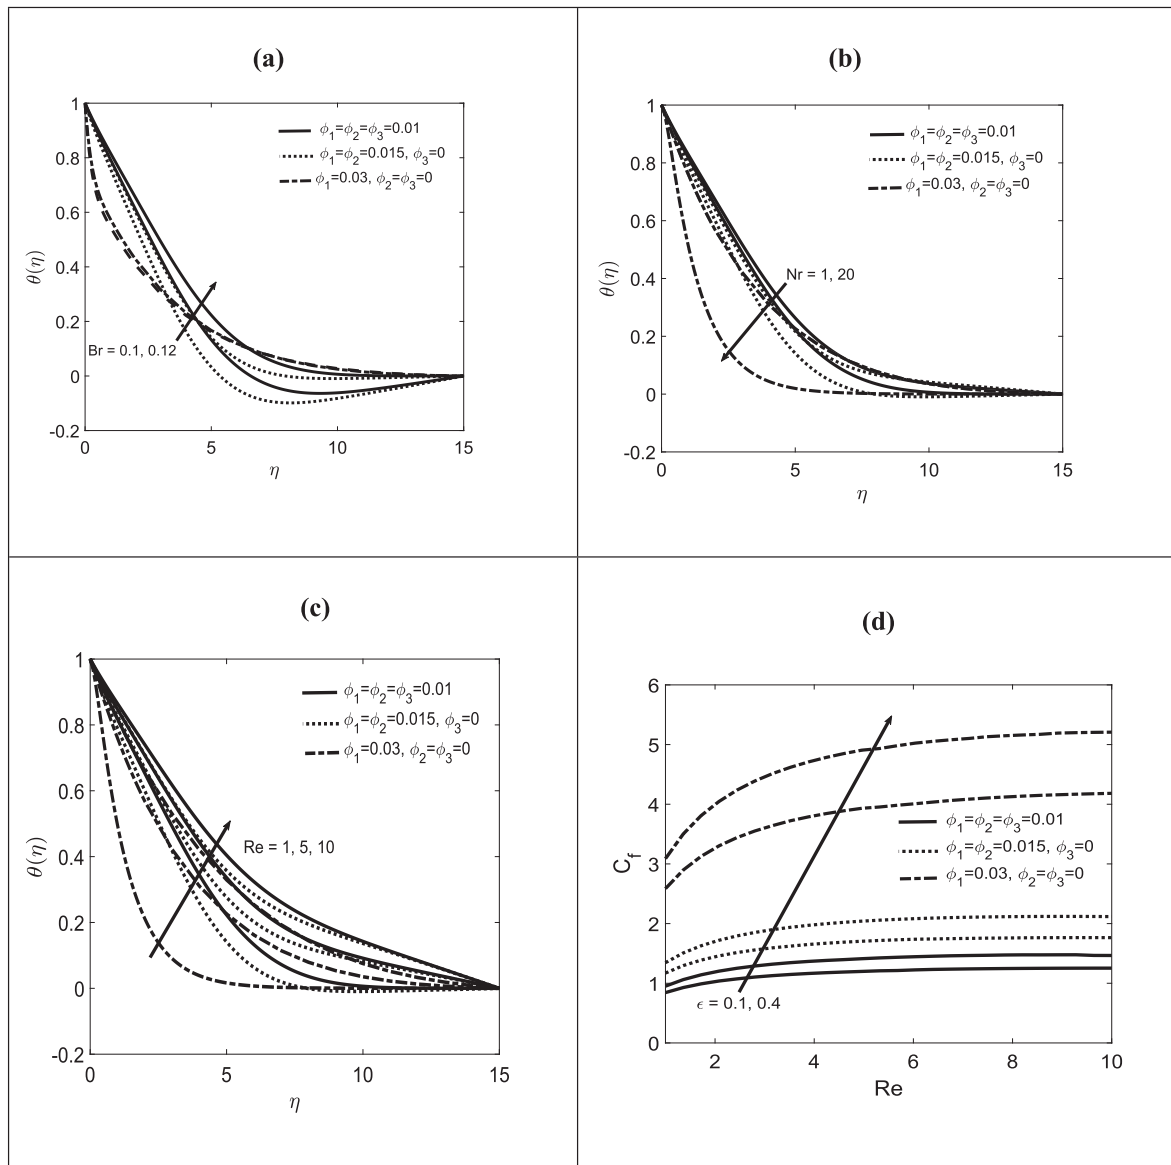 (a)
1
0.8
0.6
0.4
0.2
0
-0.2
0
5
10
15
θ(η)
η
ϕ₁=ϕ₂=ϕ₃=0.01
ϕ₁=ϕ₂=0.015, ϕ₃=0
ϕ₁=0.03, ϕ₂=ϕ₃=0
Br = 0.1, 0.12
(b)
1
0.8
0.6
0.4
0.2
0
-0.2
0
5
10
15
θ(η)
η
ϕ₁=ϕ₂=ϕ₃=0.01
ϕ₁=ϕ₂=0.015, ϕ₃=0
ϕ₁=0.03, ϕ₂=ϕ₃=0
Nr = 1, 20
(c)
1
0.8
0.6
0.4
0.2
0
-0.2
0
5
10
15
θ(η)
η
ϕ₁=ϕ₂=ϕ₃=0.01
ϕ₁=ϕ₂=0.015, ϕ₃=0
ϕ₁=0.03, ϕ₂=ϕ₃=0
Re = 1, 5, 10
(d)
6
5
4
3
2
1
0
2
4
6
8
10
C_f
Re
ϕ₁=ϕ₂=ϕ₃=0.01
ϕ₁=ϕ₂=0.015, ϕ₃=0
ϕ₁=0.03, ϕ₂=ϕ₃=0
ϵ = 0.1, 0.4